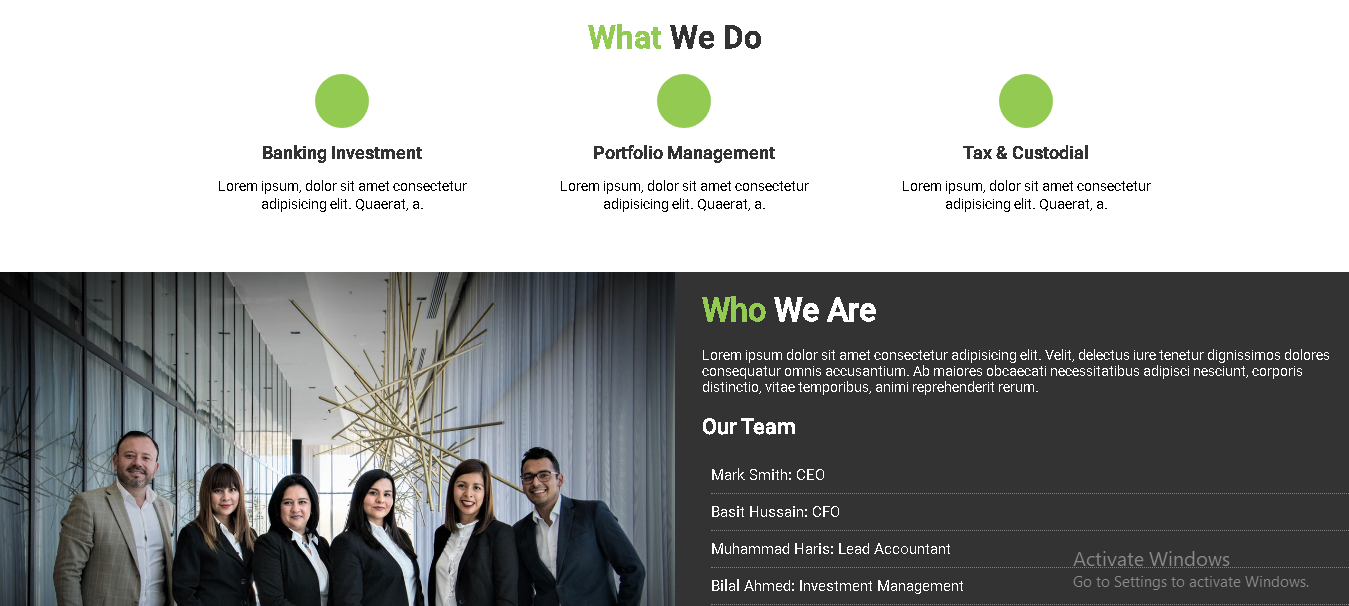 What We Do
Banking Investment
Lorem ipsum, dolor sit amet consectetur
adipisicing elit. Quaerat, a.
Portfolio Management
Lorem ipsum, dolor sit amet consectetur
adipisicing elit. Quaerat, a.
Tax & Custodial
Lorem ipsum, dolor sit amet consectetur
adipisicing elit. Quaerat, a.
Who We Are
Lorem ipsum dolor sit amet consectetur adipisicing elit. Velit, delectus iure tenetur dignissimos dolores
consequatur omnis accusantium. Ab maiores obcaecati necessitatibus adipisci nesciunt, corporis
distinctio, vitae temporibus, animi reprehenderit rerum.
Our Team
Mark Smith: CEO
Basit Hussain: CFO
Muhammad Haris: Lead Accountant
Bilal Ahmed: Investment Management
Activate Windows
Go to Settings to activate Windows.